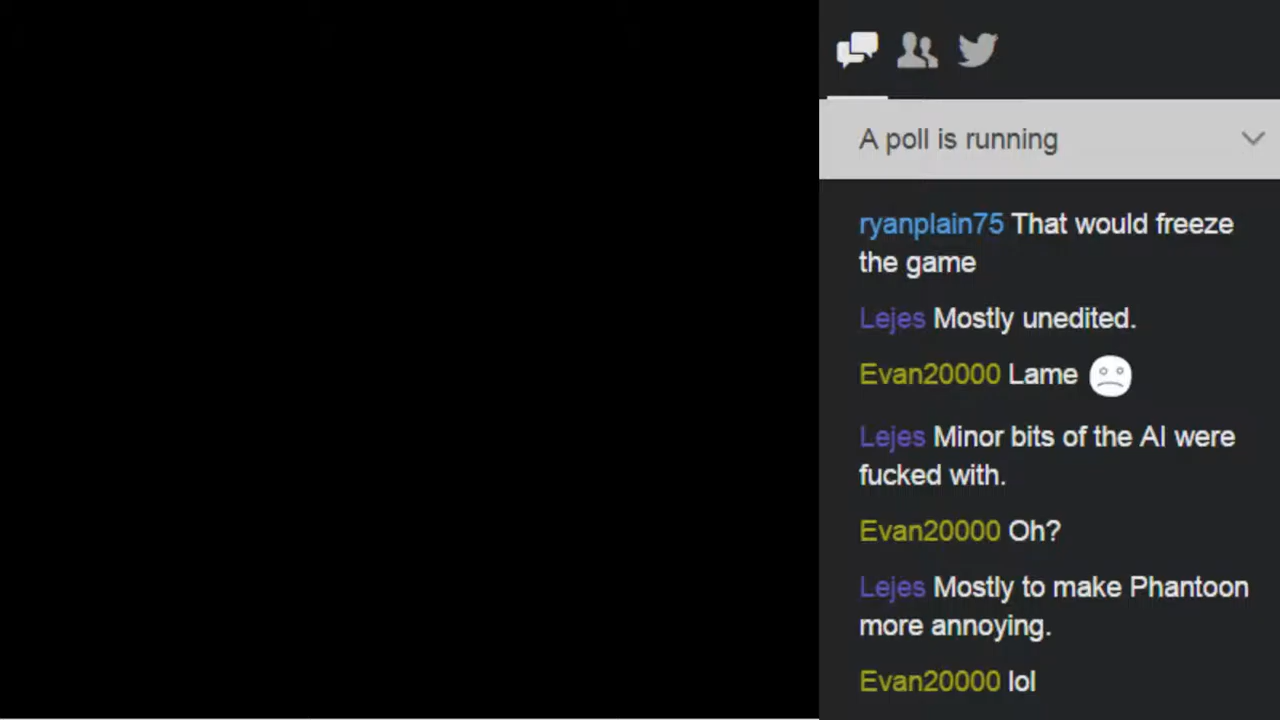 A poll is running
ryanplain75 That would freeze
the game
Lejes Mostly unedited.
Evan20000 Lame
Lejes Minor bits of the AI were
fucked with.
Evan20000 Oh?
Lejes Mostly to make Phantoon
more annoying.
Evan20000 lol